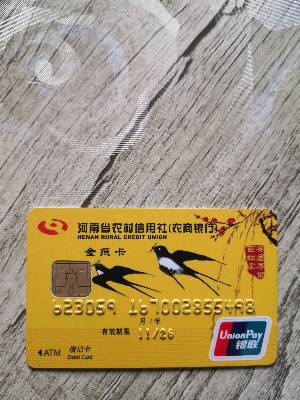 河南省农村信用社(农商银行)
HENAN RURAL CREDIT UNION
金燕卡
月/年
有效期限 11/26
ATM 借记卡
Debit Card
UnionPay
银联